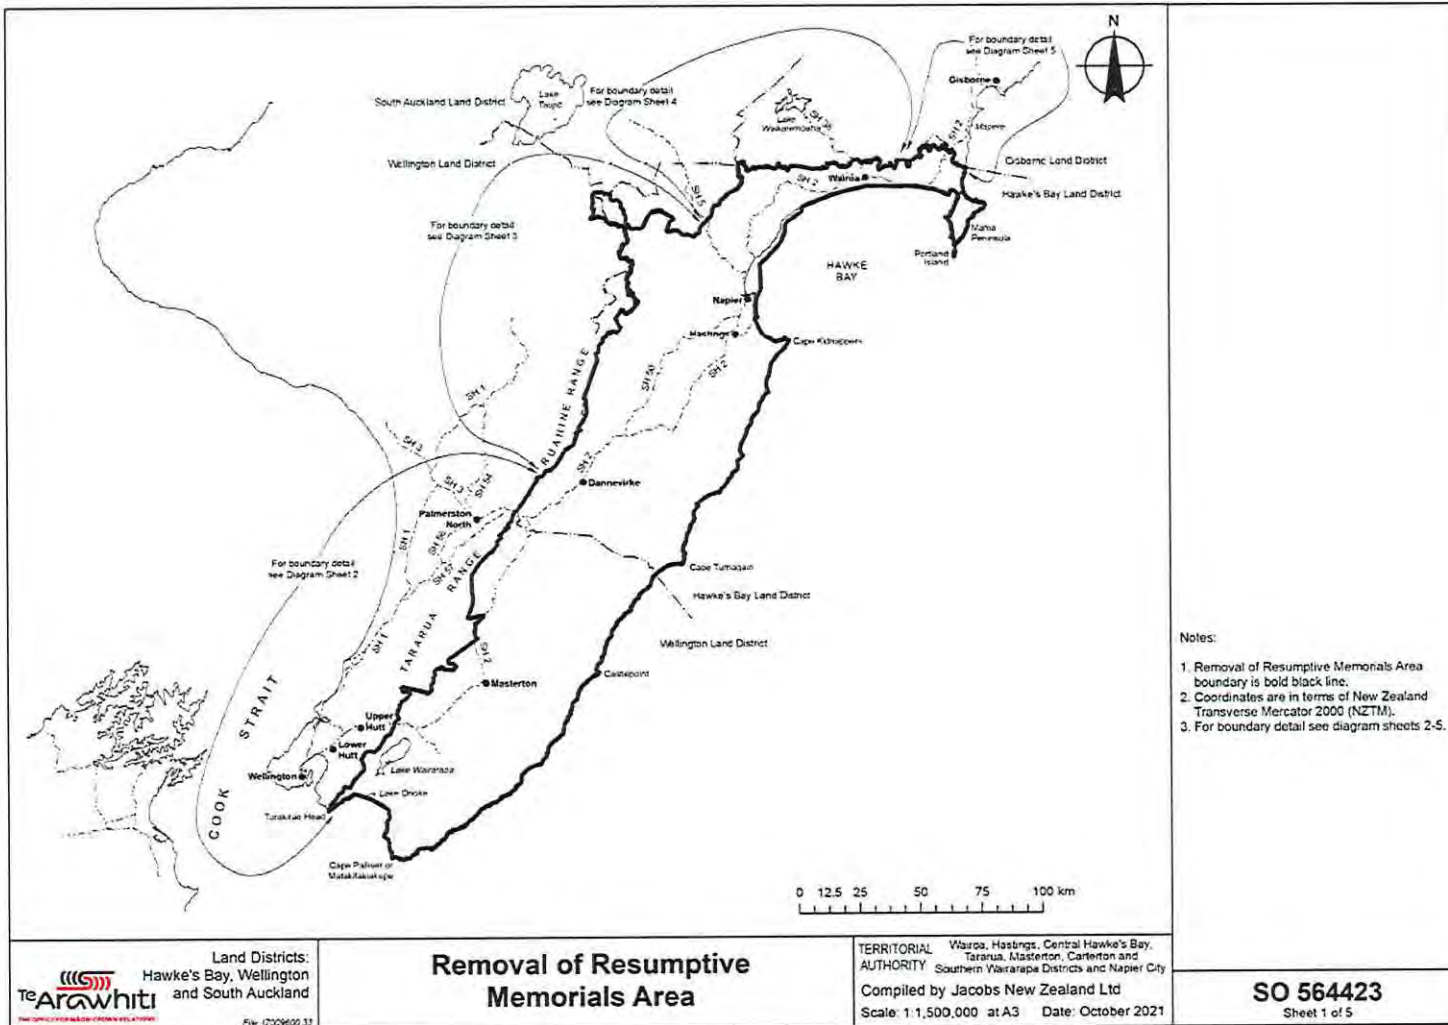 N
For boundary detail
see Diagram Sheet 5
Gisborne
South Auckland Land District
Lake
Taupo
For boundary detail
see Diagram Sheet 4
Lake
Waikaremoana
SH 38
SH 2
Wellington Land District
Gisborne Land District
SH 5
SH 2
Wairoa
Hawke's Bay Land District
For boundary detail
see Diagram Sheet 3
Mahia
Peninsula
Portland
Island
HAWKE
BAY
Napier
Hastings
Cape Kidnappers
SH 50
SH 2
SH 1
RUAHINE RANGE
SH 3
SH 2
SH 3
SH 54
Dannevirke
Palmerston
North
SH 1
SH 56
SH 57
For boundary detail
see Diagram Sheet 2
Cape Turnagain
TARARUA RANGE
Hawke's Bay Land District
Wellington Land District
SH 1
SH 2
Castlepoint
Masterton
COOK STRAIT
Upper
Hutt
Lower
Hutt
Lake Wairarapa
Wellington
Lake Onoke
Turakirae Head
Cape Palliser or
Matakitakiakupe
0 12.5 25 50 75 100 km
Notes:
1. Removal of Resumptive Memorials Area
boundary is bold black line.
2. Coordinates are in terms of New Zealand
Transverse Mercator 2000 (NZTM).
3. For boundary detail see diagram sheets 2-5.
Te Arawhiti
THE OFFICE FOR MĀORI CROWN RELATIONS
Land Districts:
Hawke's Bay, Wellington
and South Auckland
Removal of Resumptive
Memorials Area
TERRITORIAL
AUTHORITY
Wairoa, Hastings, Central Hawke's Bay,
Tararua, Masterton, Carterton and
Southern Wairarapa Districts and Napier City
Compiled by Jacobs New Zealand Ltd
Scale: 1:1,500,000 at A3 Date: October 2021
SO 564423
Sheet 1 of 5